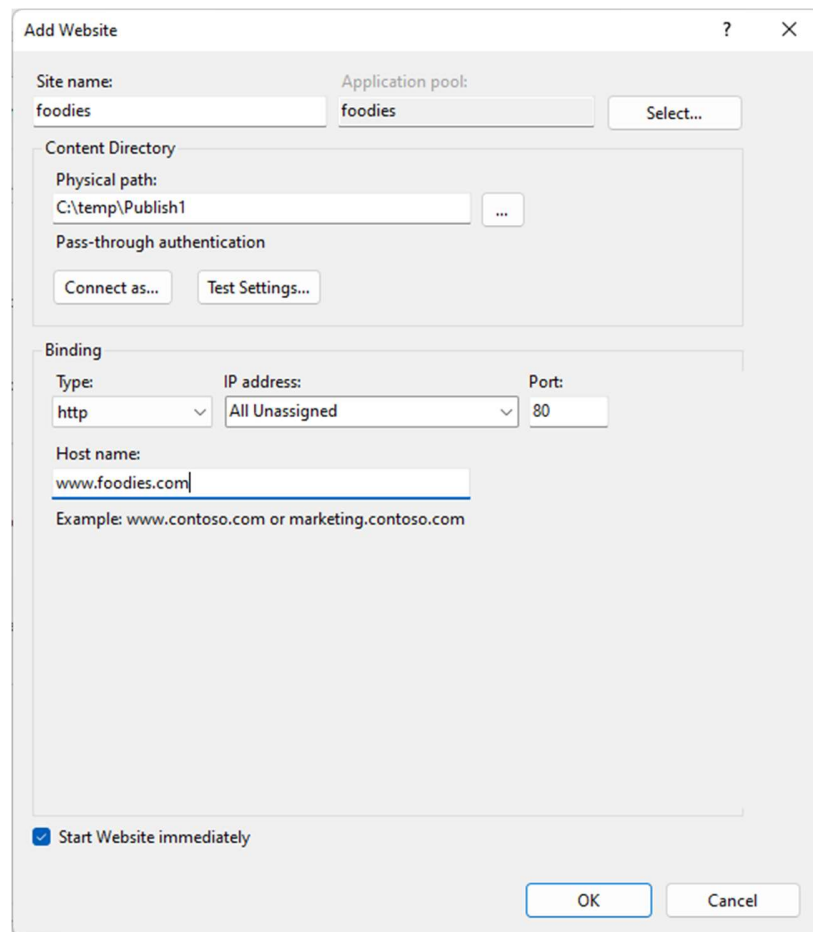 Add Website ? ×
Site name: Application pool:
foodies foodies Select...
Content Directory
Physical path:
C:\temp\Publish1 ...
Pass-through authentication
Connect as... Test Settings...
Binding
Type: IP address: Port:
http All Unassigned 80
Host name:
www.foodies.com
Example: www.contoso.com or marketing.contoso.com
Start Website immediately
OK Cancel